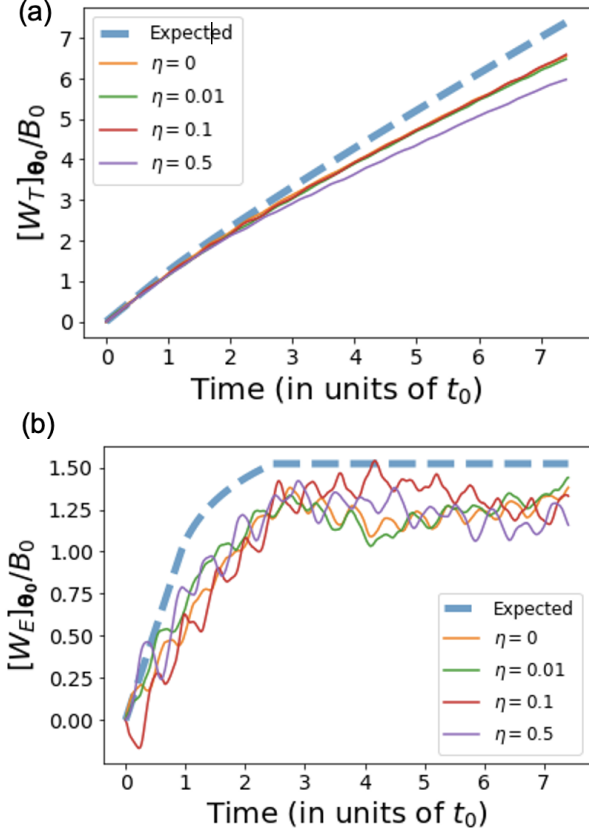 (a)
Expected
η = 0
η = 0.01
η = 0.1
η = 0.5
[W_T]_θ₀/B₀
7
6
5
4
3
2
1
0
0 1 2 3 4 5 6 7
Time (in units of t₀)
(b)
[W_E]_θ₀/B₀
1.50
1.25
1.00
0.75
0.50
0.25
0.00
Expected
η = 0
η = 0.01
η = 0.1
η = 0.5
0 1 2 3 4 5 6 7
Time (in units of t₀)